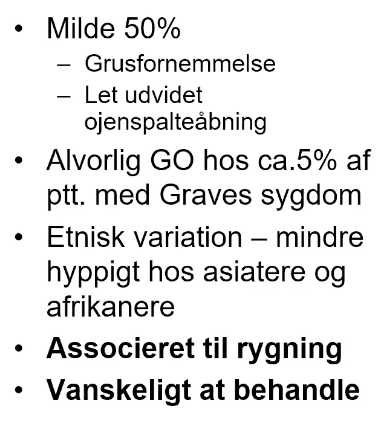 • Milde 50%
– Grusfornemmelse
– Let udvidet
ojenspalteåbning
• Alvorlig GO hos ca.5% af
ptt. med Graves sygdom
• Etnisk variation – mindre
hyppigt hos asiatere og
afrikanere
• Associeret til rygning
• Vanskeligt at behandle